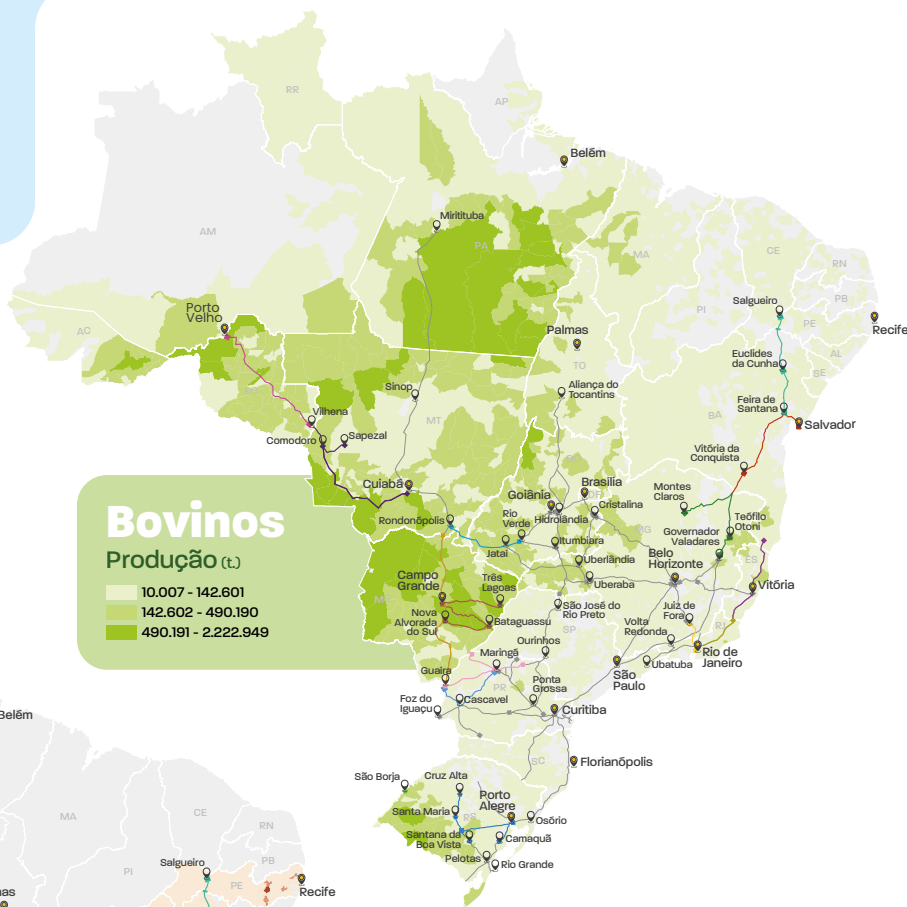 RR
AP
Belém
Miritituba
AM
PA
MA
CE
RN
PB
PI
PE
Salgueiro
Recife
AL
SE
Porto
Velho
AC
Palmas
TO
Euclides
da Cunha
Sinop
Aliança do
Tocantins
Feira de
Santana
BA
Salvador
MT
Vilhena
Comodoro
Sapezal
Vitória da
Conquista
Cuiabá
Goiânia
Brasília
DF
Cristalina
Montes
Claros
Rondonópolis
Rio
Verde
Hidrolândia
Teófilo
Otoni
MG
Governador
Valadares
Jataí
Itumbiara
Belo
Horizonte
ES
Uberlândia
Uberaba
Vitória
Bovinos
Produção (t.)
10.007 - 142.601
142.602 - 490.190
490.191 - 2.222.949
Campo
Grande
Três
Lagoas
MS
Nova
Alvorada
do Sul
Bataguassu
São José do
Rio Preto
SP
Juiz de
Fora
Volta
Redonda
RJ
Rio de
Janeiro
Ourinhos
Maringá
São
Paulo
Ubatuba
Guaíra
PR
Ponta
Grossa
Foz do
Iguaçu
Cascavel
Curitiba
SC
Florianópolis
São Borja
Cruz Alta
Porto
Alegre
Santa Maria
RS
Osório
Santana da
Boa Vista
Camaquã
Pelotas
Rio Grande
Belém
MA
CE
RN
PB
PI
PE
Salgueiro
Recife
as